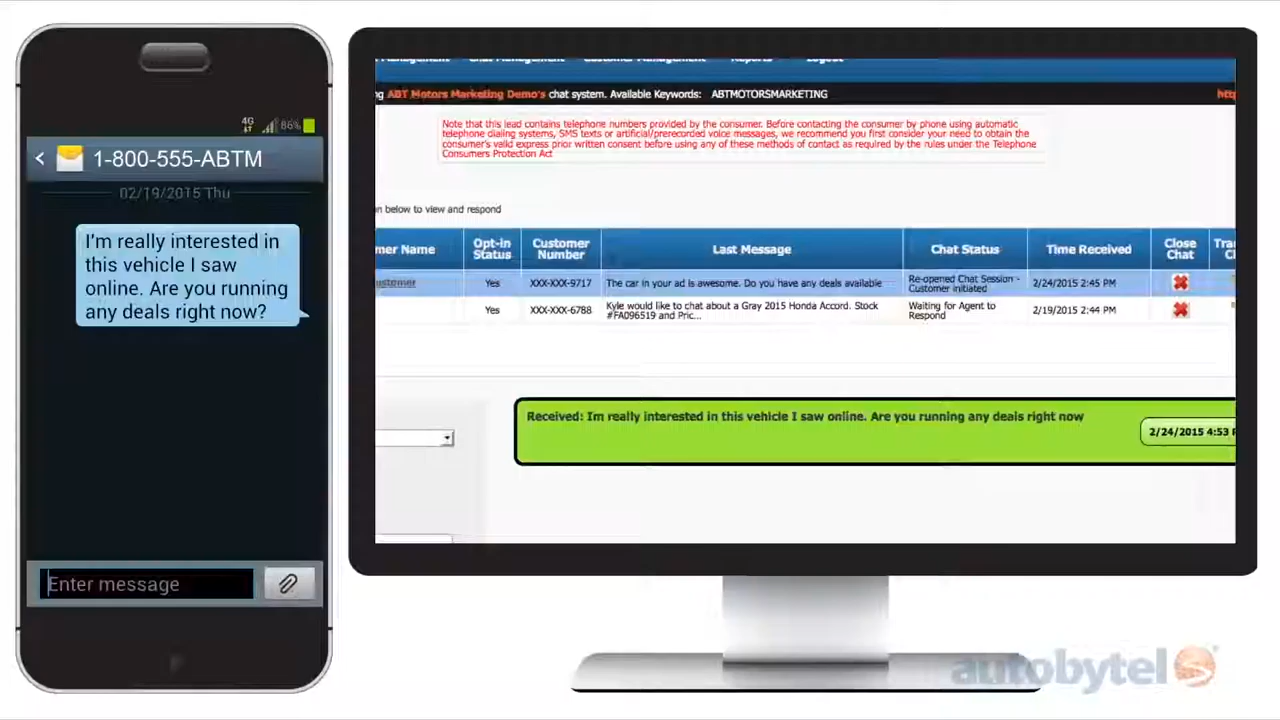 4G
86%
1-800-555-ABTM
02/19/2015 Thu
I'm really interested in
this vehicle I saw
online. Are you running
any deals right now?
Enter message
Chat Management Customer Management Reports Logout
ABT Motors Marketing Demo's chat system. Available Keywords: ABTMOTORSMARKETING
Note that this lead contains telephone numbers provided by the consumer. Before contacting the consumer by phone using automatic
telephone dialing systems, SMS texts or artificial/prerecorded voice messages, we recommend you first consider your need to obtain the
consumer's valid express prior written consent before using any of these methods of contact as required by the rules under the Telephone
Consumers Protection Act
below to view and respond
Name Opt-in Status Customer Number Last Message Chat Status Time Received Close Chat
Yes XXX-XXX-9717 The car in your ad is awesome. Do you have any deals available Re-opened Chat Session - Customer initiated 2/24/2015 2:45 PM
Yes XXX-XXX-6788 Kyle would like to chat about a Gray 2015 Honda Accord. Stock #FA096519 and Pric... Waiting for Agent to Respond 2/19/2015 2:44 PM
Received: Im really interested in this vehicle I saw online. Are you running any deals right now
2/24/2015 4:53
autobytel